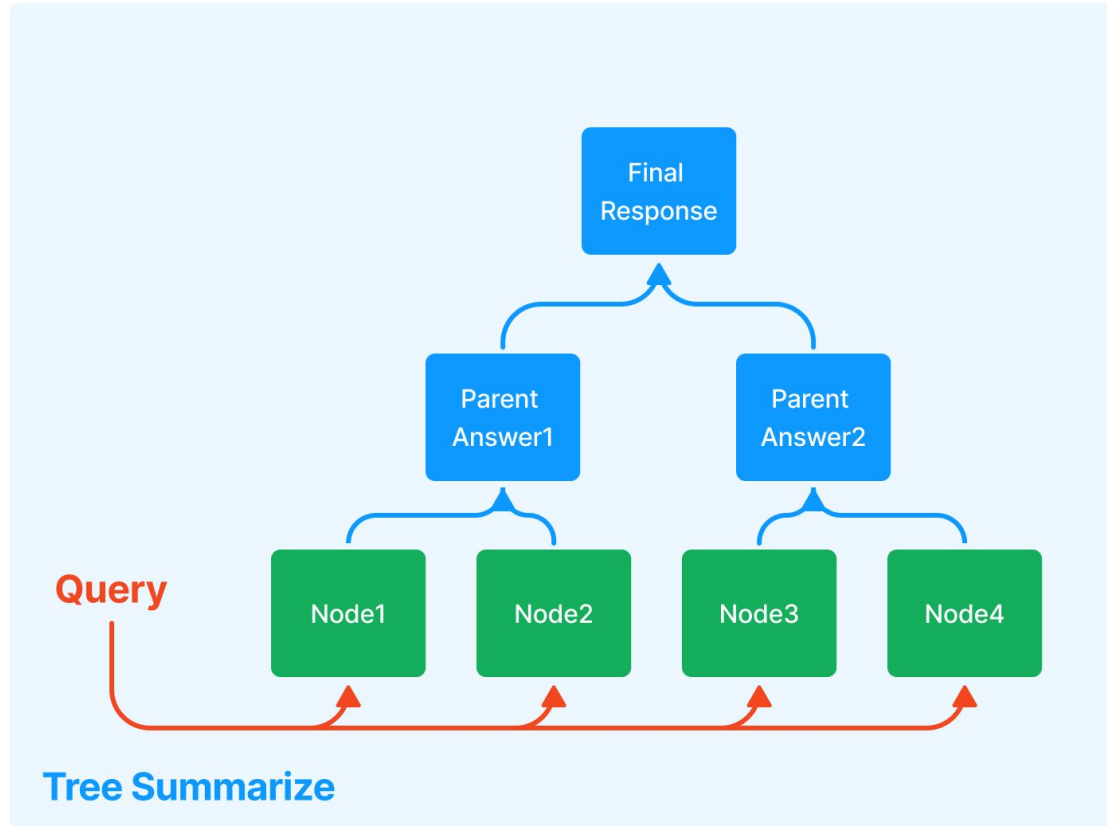 Final
Response
Parent
Answer1
Parent
Answer2
Query
Node1
Node2
Node3
Node4
Tree Summarize